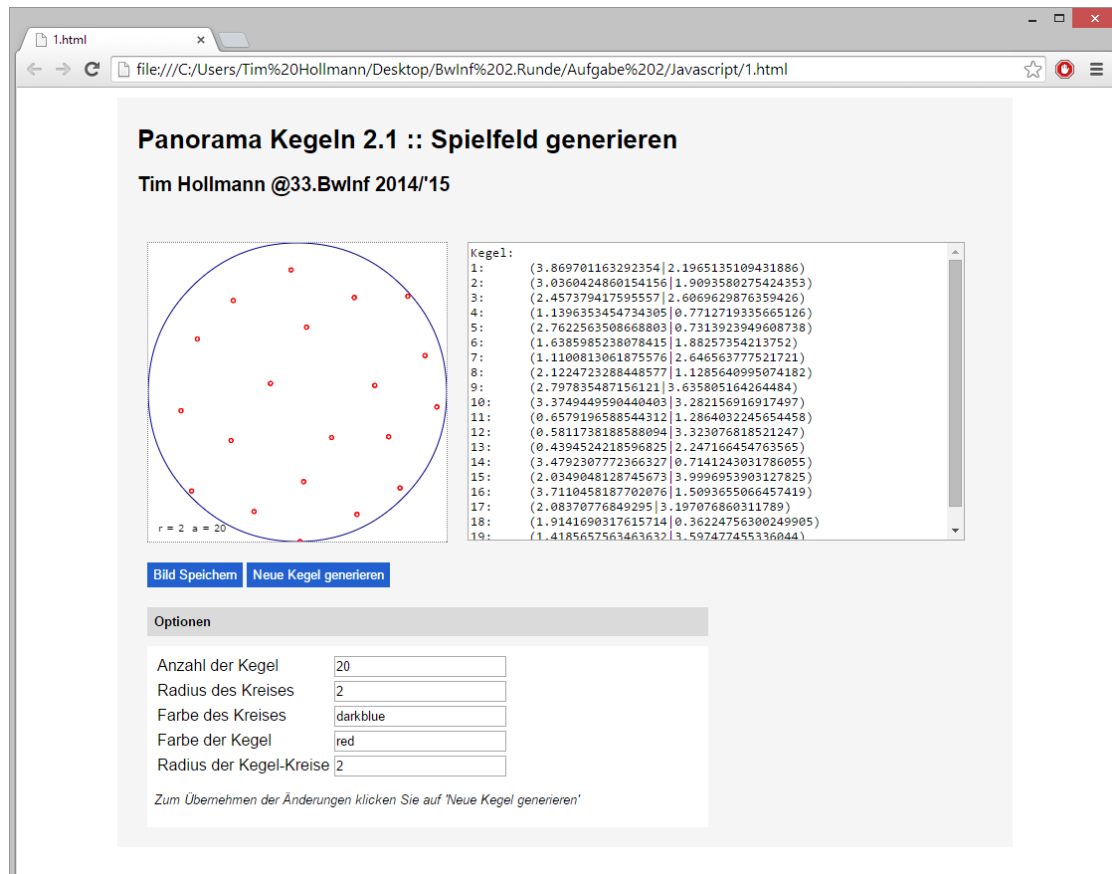 1.html
file:///C:/Users/Tim%20Hollmann/Desktop/BwInf%202.Runde/Aufgabe%202/Javascript/1.html
Panorama Kegeln 2.1 :: Spielfeld generieren
Tim Hollmann @33.BwInf 2014/'15
Kegel:
1: (3.869701163292354|2.1965135109431886)
2: (3.0360424860154156|1.9093580275424353)
3: (2.457379417595557|2.6069629876359426)
4: (1.1396353454734305|0.7712719335665126)
5: (2.7622563508668803|0.7313923949608738)
6: (1.6385985238078415|1.88257354213752)
7: (1.1100813061875576|2.646563777521721)
8: (2.1224723288448577|1.1285640995074182)
9: (2.797835487156121|3.635805164264484)
10: (3.3749449590440403|3.282156916917497)
11: (0.6579196588544312|1.2864032245654458)
12: (0.5811738188588094|3.323076818521247)
13: (0.4394524218596825|2.247166454763565)
14: (3.4792307772366327|0.7141243031786055)
15: (2.0349048128745673|3.9996953903127825)
16: (3.7110458187702076|1.5093655066457419)
17: (2.08370776849295|3.197076860311789)
18: (1.9141690317615714|0.36224756300249905)
19: (1.4185657563463632|3.597477455336044)
r = 2 a = 20
Bild Speichern Neue Kegel generieren
Optionen
Anzahl der Kegel 20
Radius des Kreises 2
Farbe des Kreises darkblue
Farbe der Kegel red
Radius der Kegel-Kreise 2
Zum Übernehmen der Änderungen klicken Sie auf 'Neue Kegel generieren'